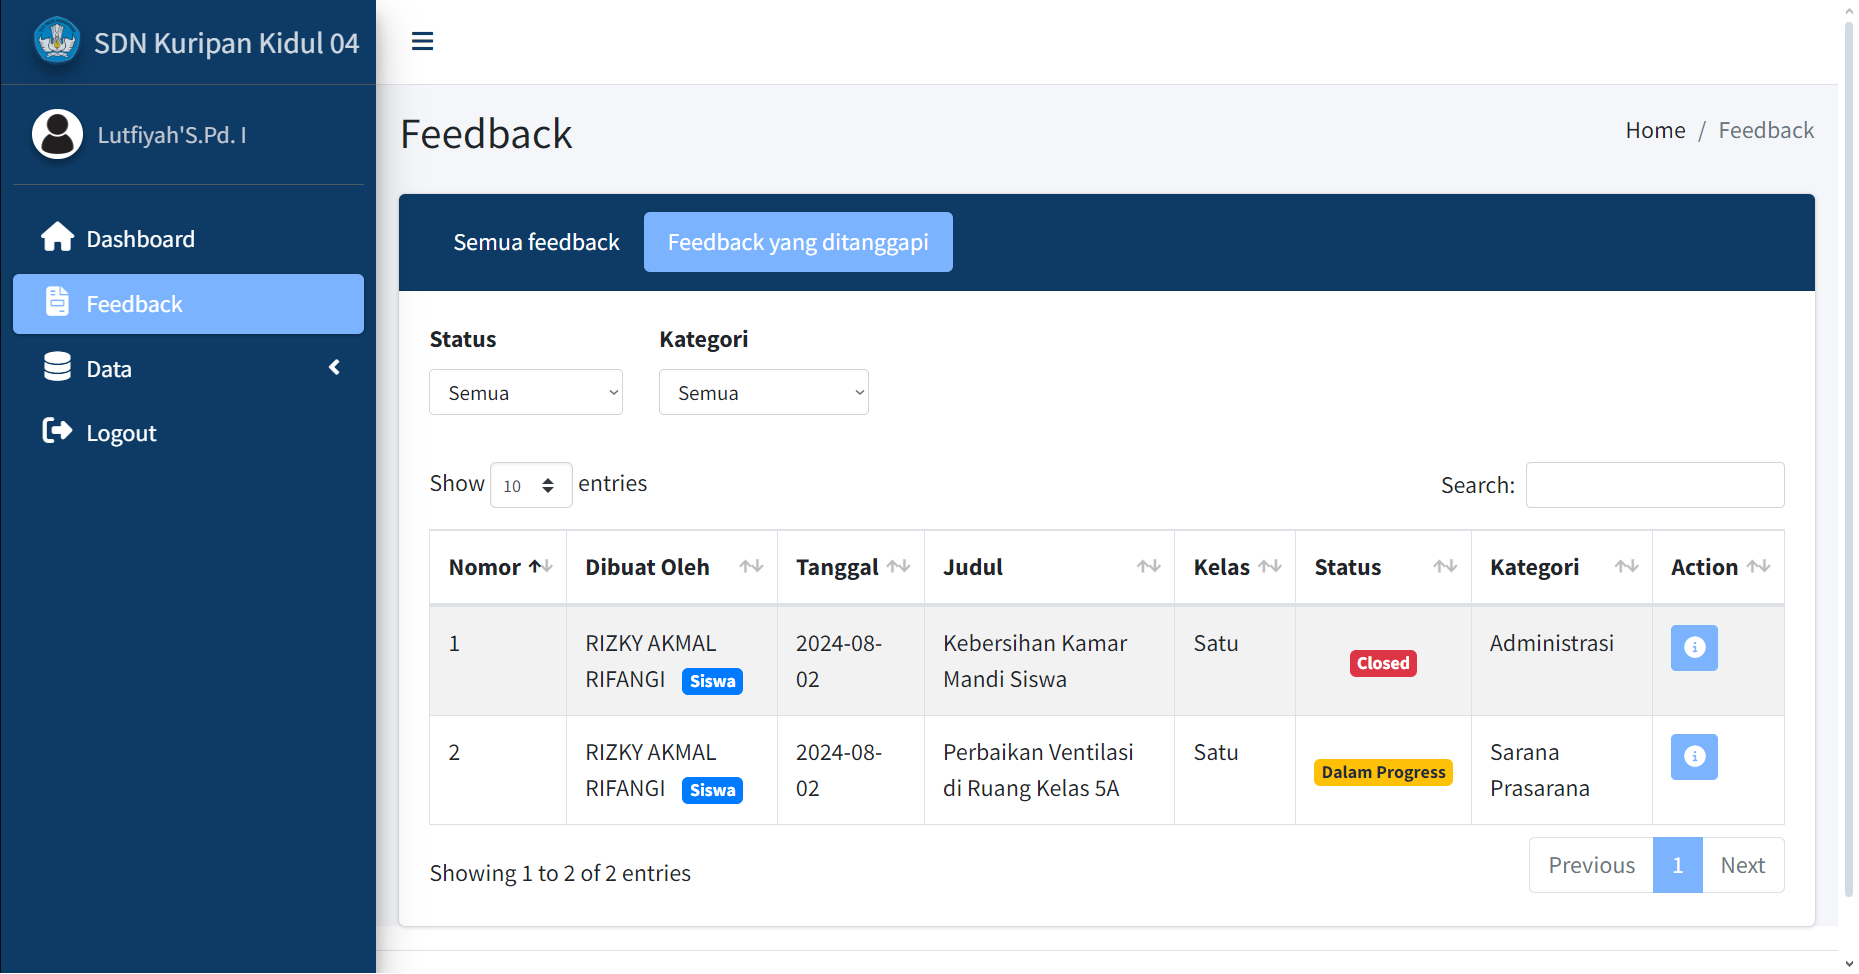 SDN Kuripan Kidul 04
Lutfiyah'S.Pd. I
Dashboard
Feedback
Data
Logout
Feedback
Home / Feedback
Semua feedback
Feedback yang ditanggapi
Status
Kategori
Semua
Semua
Show 10 entries
Search:
Nomor
Dibuat Oleh
Tanggal
Judul
Kelas
Status
Kategori
Action
1
RIZKY AKMAL
RIFANGI Siswa
2024-08-
02
Kebersihan Kamar
Mandi Siswa
Satu
Closed
Administrasi
2
RIZKY AKMAL
RIFANGI Siswa
2024-08-
02
Perbaikan Ventilasi
di Ruang Kelas 5A
Satu
Dalam Progress
Sarana
Prasarana
Showing 1 to 2 of 2 entries
Previous 1 Next